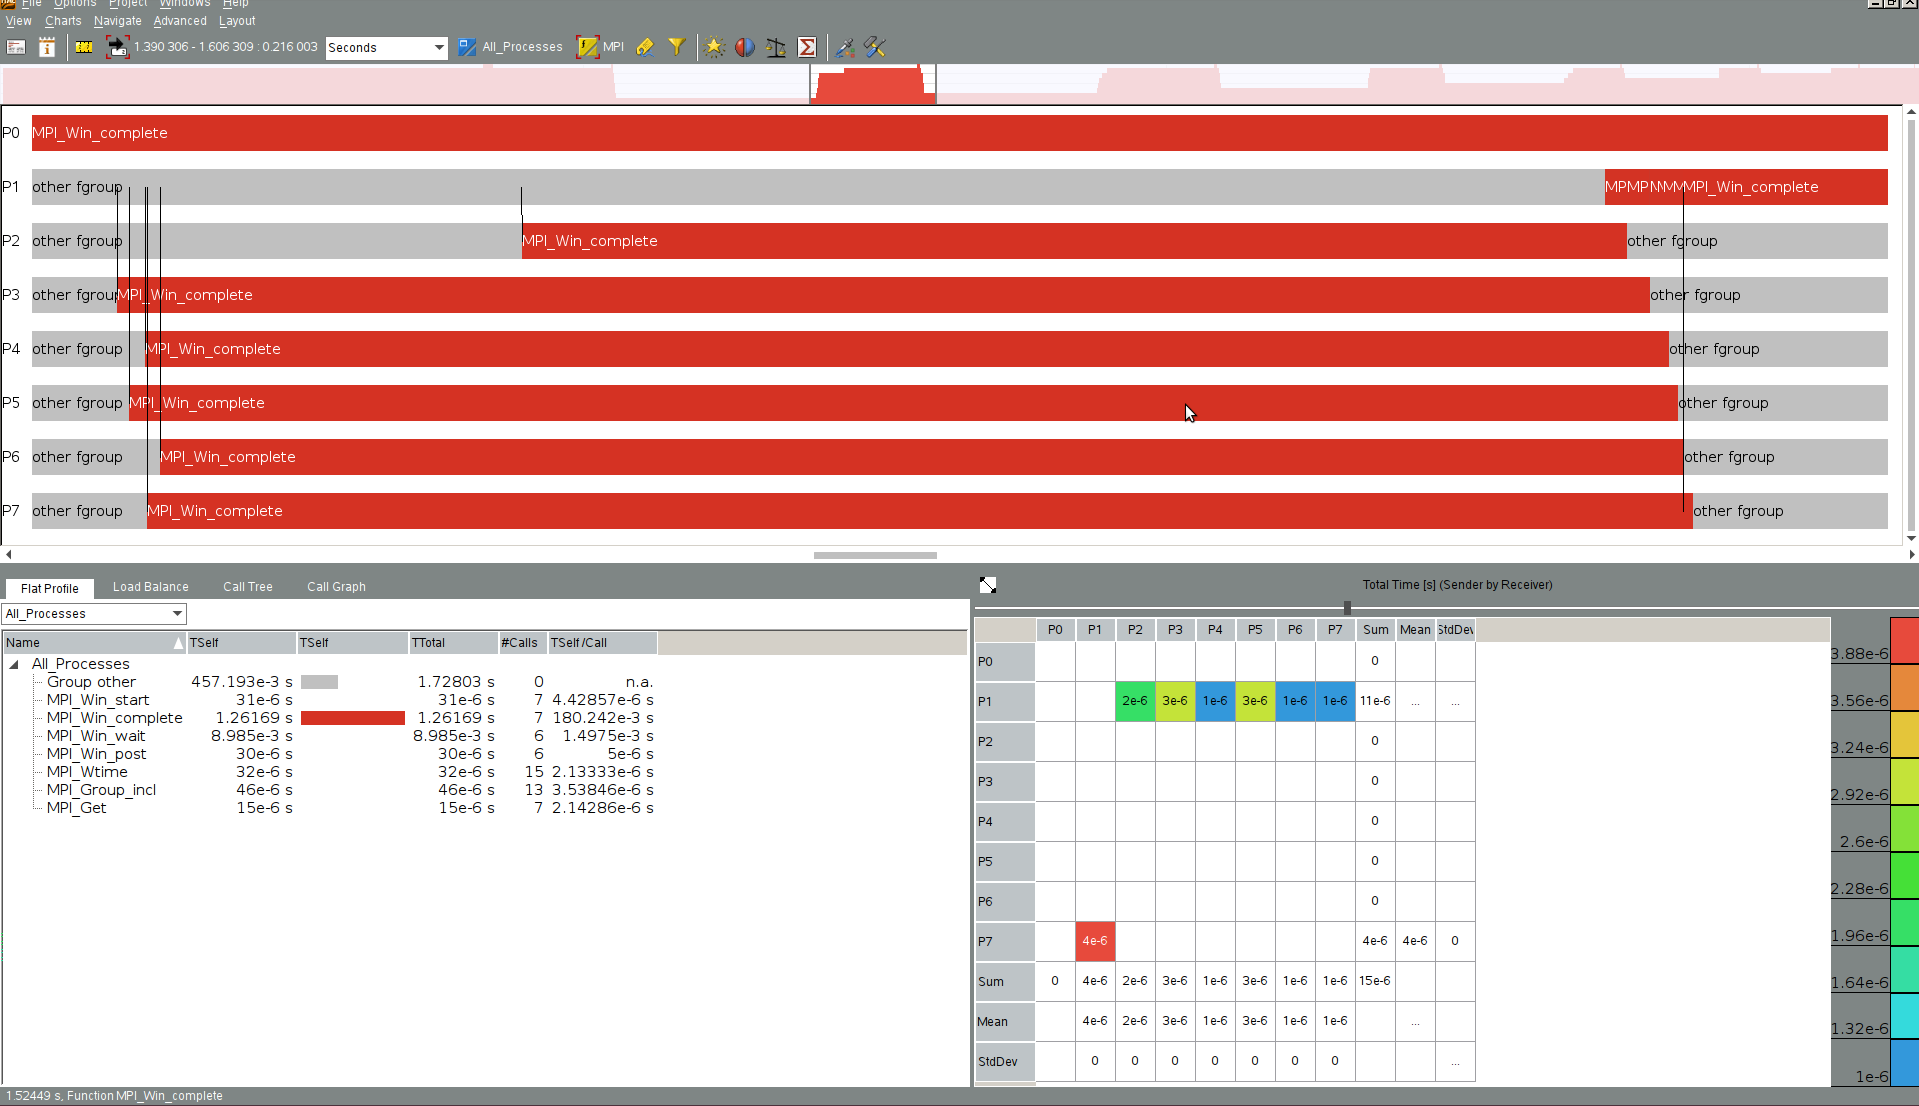 File Options Project Windows Help
View Charts Navigate Advanced Layout
1.390 306 - 1.606 309 : 0.216 003 Seconds All_Processes MPI
P0 MPI_Win_complete
P1 other fgroup MPMPMMMPI_Win_complete
P2 other fgroup MPI_Win_complete other fgroup
P3 other fgroup MPI_Win_complete other fgroup
P4 other fgroup MPI_Win_complete other fgroup
P5 other fgroup MPI_Win_complete other fgroup
P6 other fgroup MPI_Win_complete other fgroup
P7 other fgroup MPI_Win_complete other fgroup
Flat Profile Load Balance Call Tree Call Graph
All_Processes
Name TSelf TSelf TTotal #Calls TSelf/Call
All_Processes
Group other 457.193e-3 s 1.72803 s 0 n.a.
MPI_Win_start 31e-6 s 31e-6 s 7 4.42857e-6 s
MPI_Win_complete 1.26169 s 1.26169 s 7 180.242e-3 s
MPI_Win_wait 8.985e-3 s 8.985e-3 s 6 1.4975e-3 s
MPI_Win_post 30e-6 s 30e-6 s 6 5e-6 s
MPI_Wtime 32e-6 s 32e-6 s 15 2.13333e-6 s
MPI_Group_incl 46e-6 s 46e-6 s 13 3.53846e-6 s
MPI_Get 15e-6 s 15e-6 s 7 2.14286e-6 s
Total Time [s] (Sender by Receiver)
P0 P1 P2 P3 P4 P5 P6 P7 Sum Mean StdDev
P0 0
P1 2e-6 3e-6 1e-6 3e-6 1e-6 1e-6 11e-6 ... ...
P2 0
P3 0
P4 0
P5 0
P6 0
P7 4e-6 4e-6 4e-6 0
Sum 0 4e-6 2e-6 3e-6 1e-6 3e-6 1e-6 1e-6 15e-6
Mean 4e-6 2e-6 3e-6 1e-6 3e-6 1e-6 1e-6 ...
StdDev 0 0 0 0 0 0 0 ...
3.88e-6
3.56e-6
3.24e-6
2.92e-6
2.6e-6
2.28e-6
1.96e-6
1.64e-6
1.32e-6
1e-6
1.52449 s, Function MPI_Win_complete